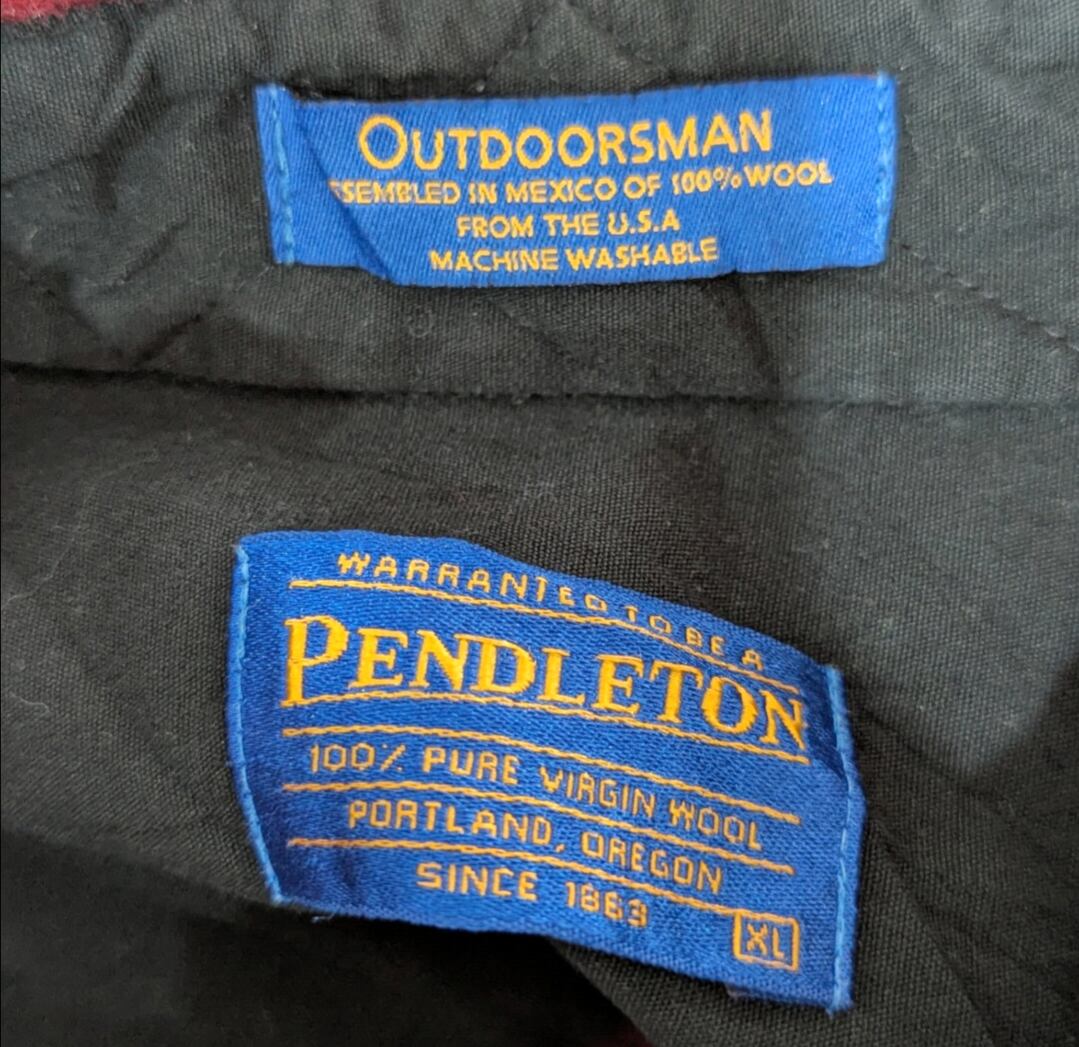 OUTDOORSMAN
SSEMBLED IN MEXICO OF 100% WOOL
FROM THE U.S.A
MACHINE WASHABLE
WARRANTED TO BE A
PENDLETON
100% PURE VIRGIN WOOL
PORTLAND, OREGON
SINCE 1863
XL